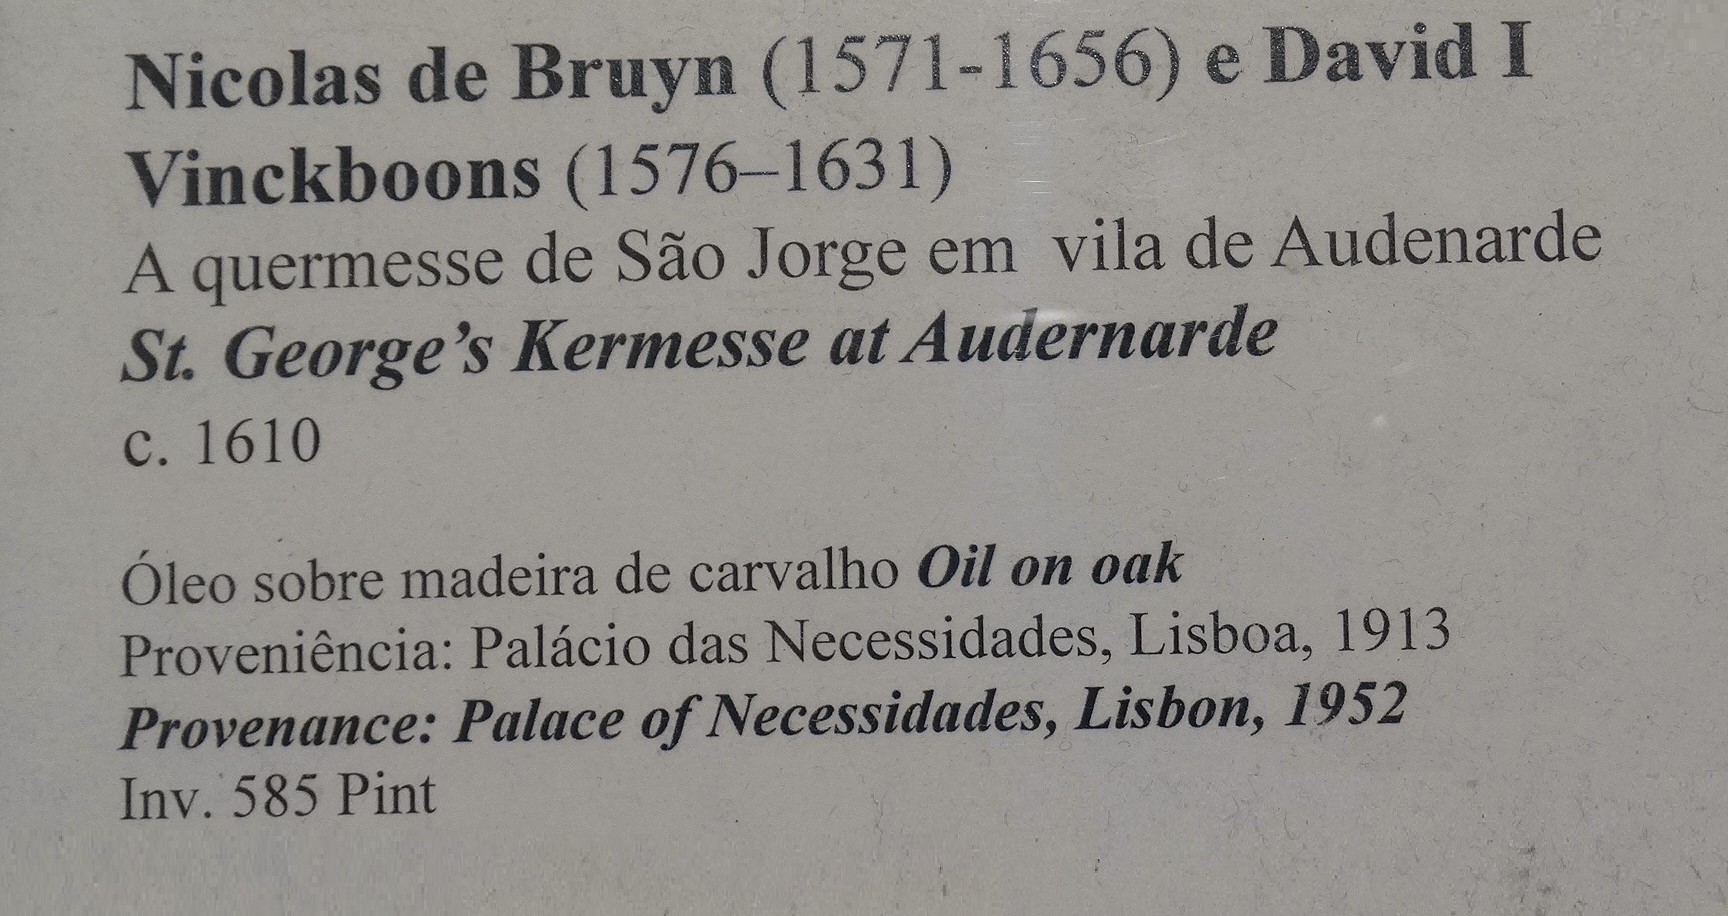 Nicolas de Bruyn (1571-1656) e David I
Vinckboons (1576–1631)
A quermesse de São Jorge em vila de Audenarde
St. George’s Kermesse at Audernarde
c. 1610
Óleo sobre madeira de carvalho Oil on oak
Proveniência: Palácio das Necessidades, Lisboa, 1913
Provenance: Palace of Necessidades, Lisbon, 1952
Inv. 585 Pint